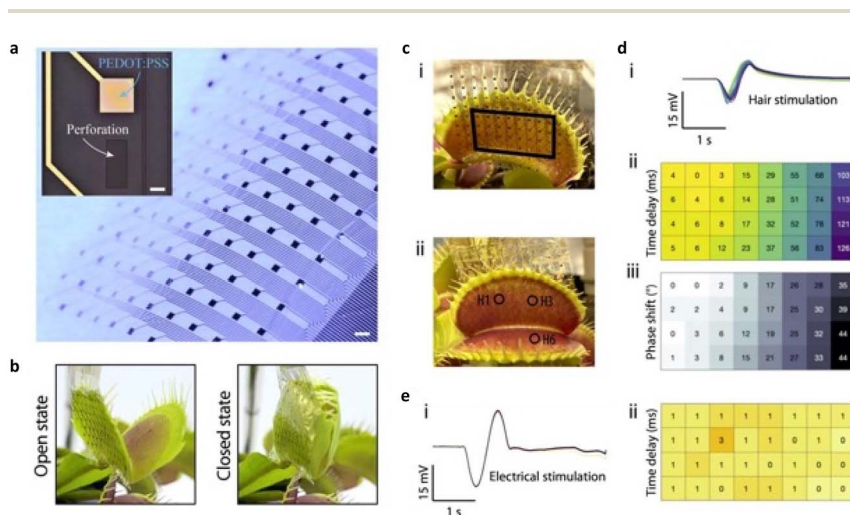 a
PEDOT:PSS
Perforation
b
Open state
Closed state
c
i
ii
H1
H3
H6
d
i
15 mV
1 s
Hair stimulation
ii
Time delay (ms)
4 0 3 15 29 55 68 103
6 4 6 14 28 51 74 113
4 6 8 17 32 52 78 121
5 6 12 23 37 56 83 126
iii
Phase shift (°)
0 0 2 9 17 26 28 35
2 2 4 9 17 25 30 39
0 3 6 12 19 25 32 44
1 3 8 15 21 27 33 44
e
i
15 mV
1 s
Electrical stimulation
ii
Time delay (ms)
1 1 1 1 1 1 1 1
1 1 3 1 1 0 1 0
1 1 1 1 0 1 0 0
1 1 0 1 1 1 0 0